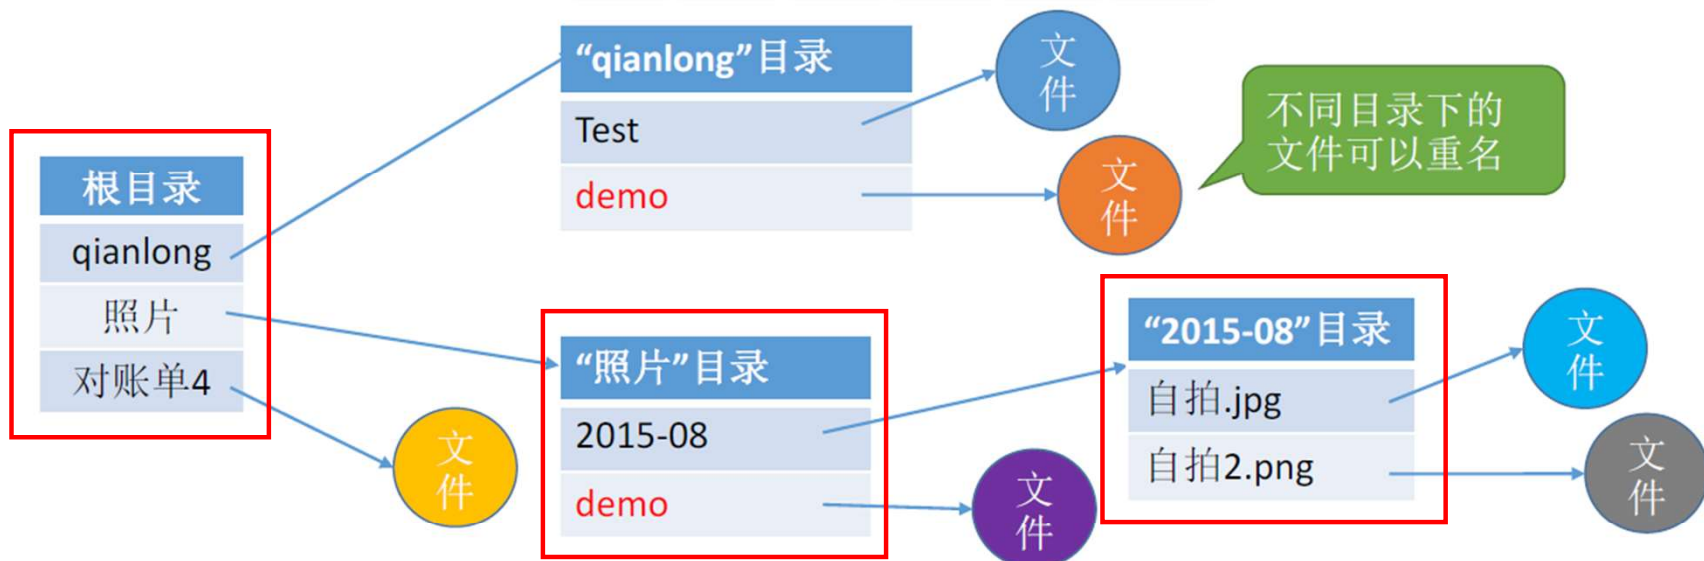 根目录
qianlong
照片
对账单4
文
件
“qianlong”目录
Test
demo
文
件
文
件
不同目录下的
文件可以重名
“照片”目录
2015-08
demo
文
件
“2015-08”目录
自拍.jpg
自拍2.png
文
件
文
件